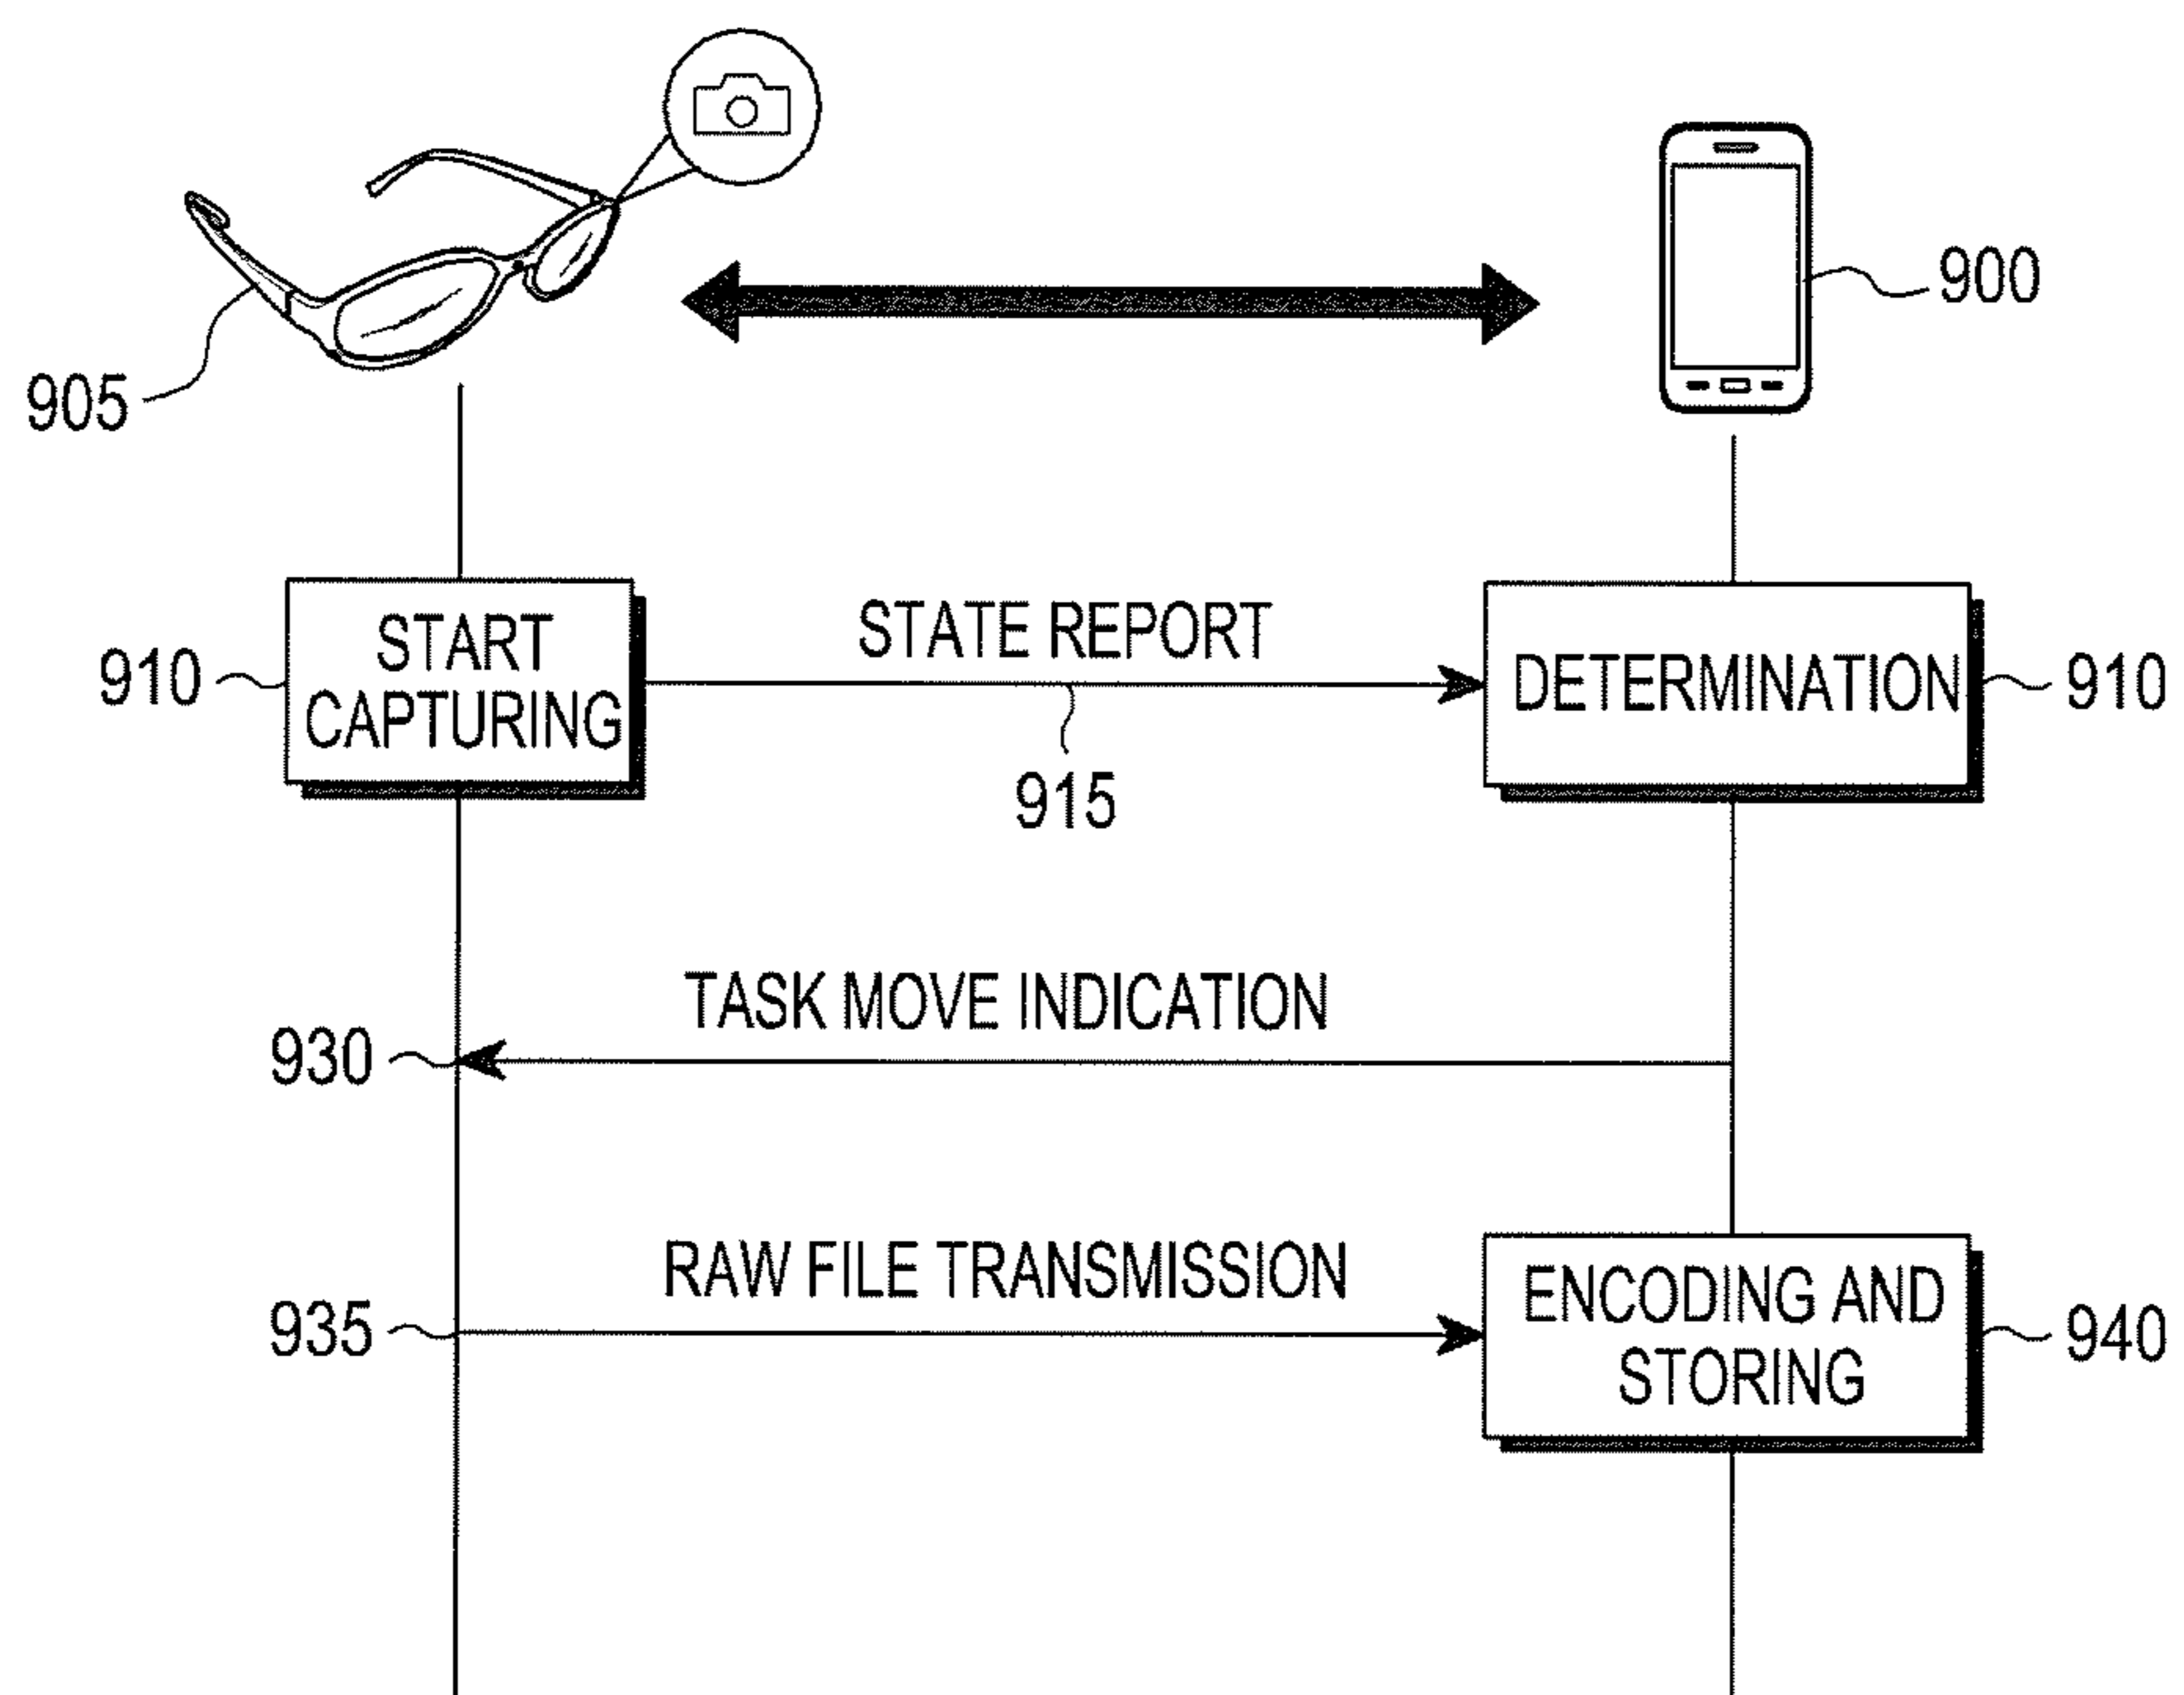 900
905
START
CAPTURING
910
STATE REPORT
915
DETERMINATION
910
TASK MOVE INDICATION
930
RAW FILE TRANSMISSION
935
ENCODING AND
STORING
940